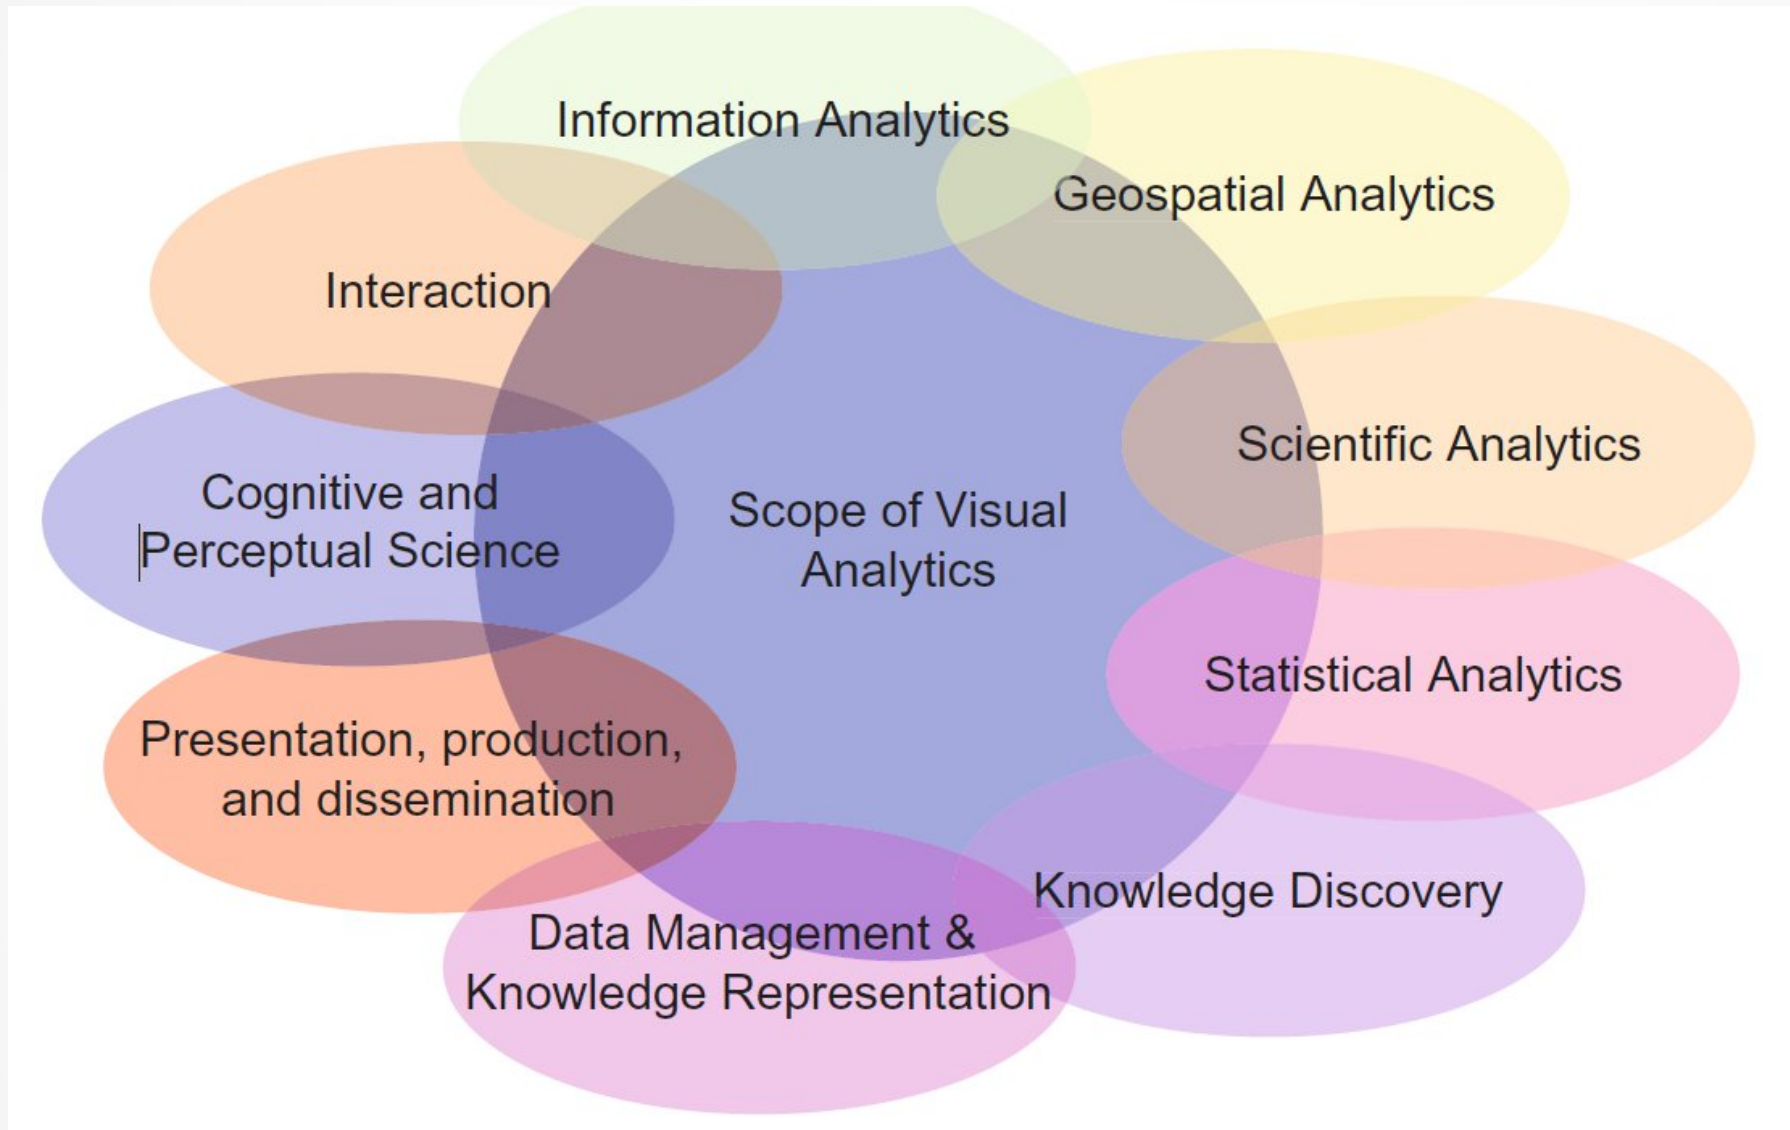 Information Analytics
Geospatial Analytics
Interaction
Scientific Analytics
Cognitive and
Perceptual Science
Scope of Visual
Analytics
Statistical Analytics
Presentation, production,
and dissemination
Knowledge Discovery
Data Management &
Knowledge Representation